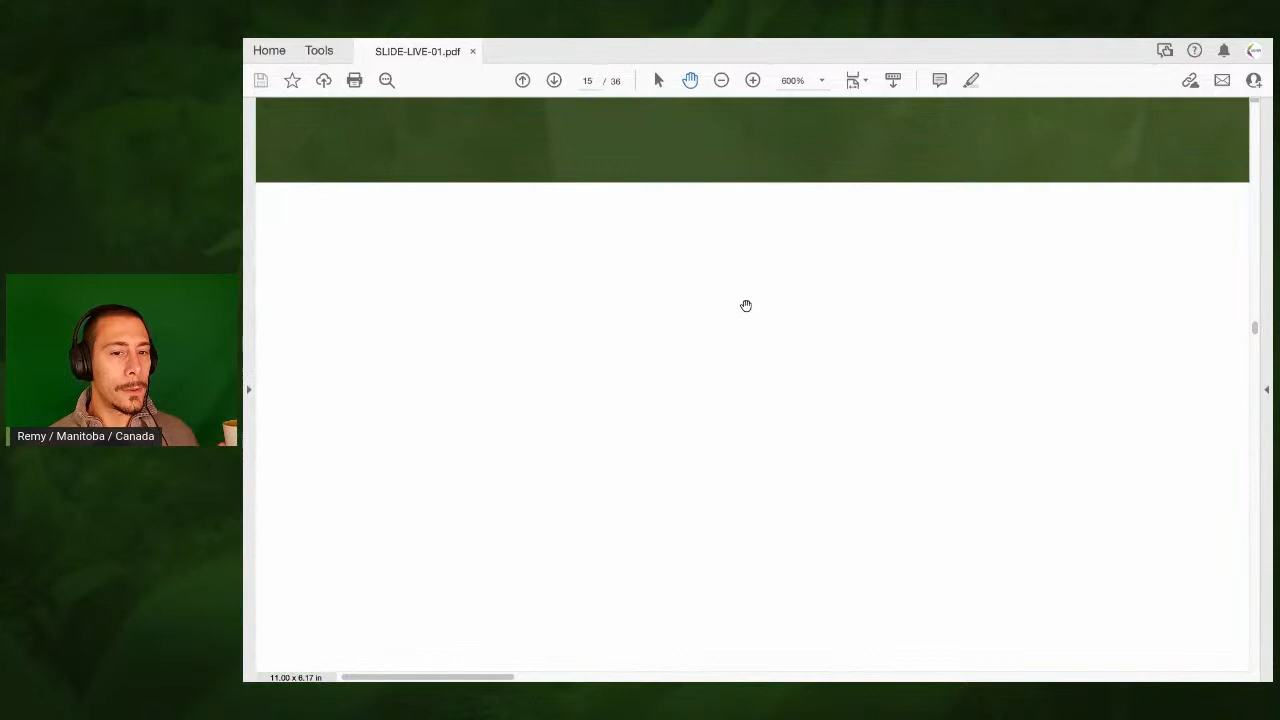 Home Tools SLIDE-LIVE-01.pdf ×
15 / 36 600%
Remy / Manitoba / Canada
11.00 x 6.17 in